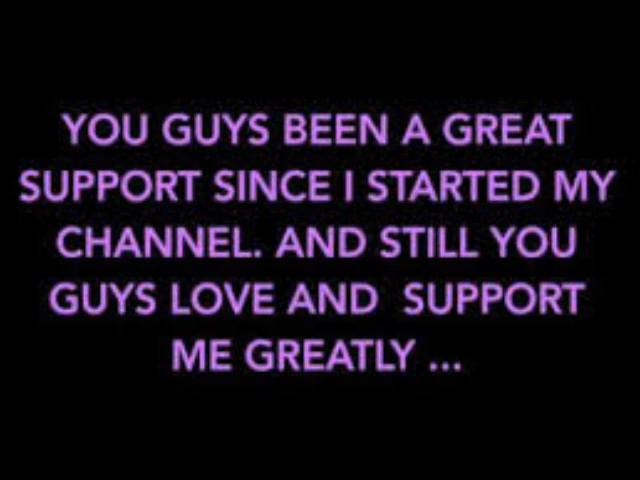 YOU GUYS BEEN A GREAT
SUPPORT SINCE I STARTED MY
CHANNEL. AND STILL YOU
GUYS LOVE AND  SUPPORT
ME GREATLY ...